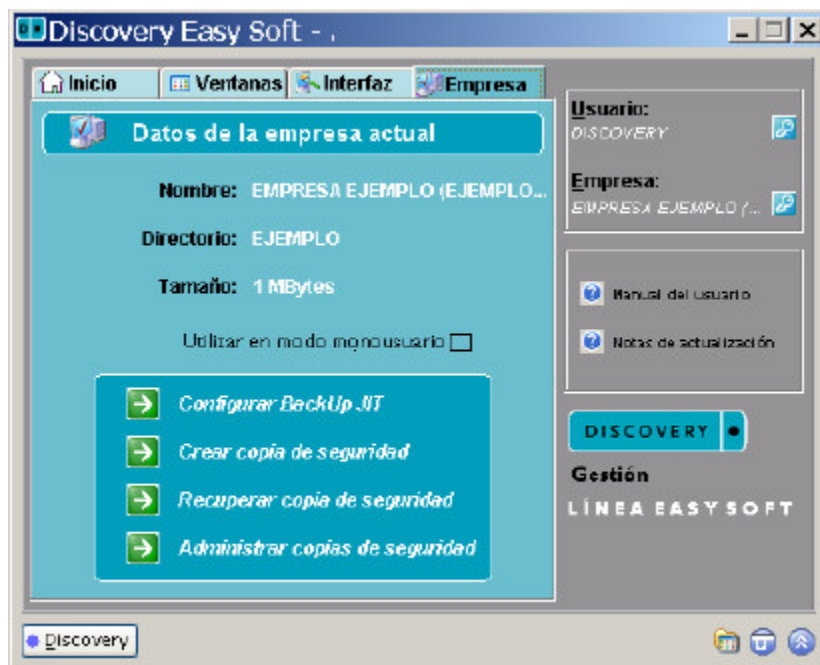 Discovery Easy Soft - .
Inicio
Ventanas
Interfaz
Empresa
Datos de la empresa actual
Nombre: EMPRESA EJEMPLO (EJEMPLO...
Directorio: EJEMPLO
Tamaño: 1 MBytes
Utilizar en modo monousuario
Configurar BackUp JIT
Crear copia de seguridad
Recuperar copia de seguridad
Administrar copias de seguridad
Usuario:
DISCOVERY
Empresa:
EMPRESA EJEMPLO (...
Manual del usuario
Notas de actualización
DISCOVERY
Gestión
LÍNEA EASY SOFT
Discovery